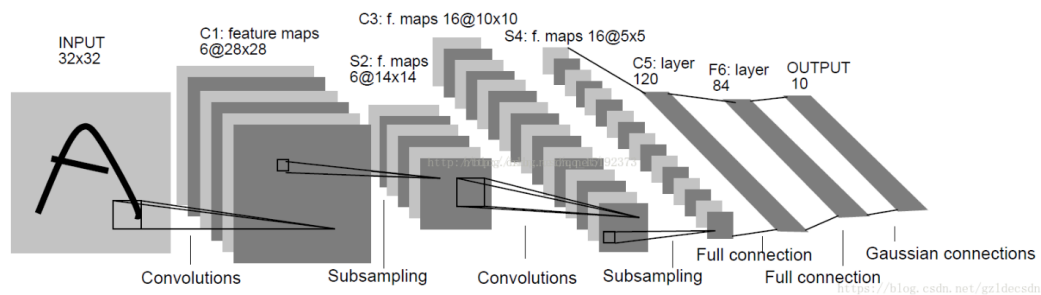 INPUT
32x32
C1: feature maps
6@28x28
S2: f. maps
6@14x14
C3: f. maps 16@10x10
S4: f. maps 16@5x5
C5: layer
120
F6: layer
84
OUTPUT
10
Convolutions
Subsampling
Convolutions
Subsampling
Full connection
Full connection
Gaussian connections
https://blog.csdn.net/gzldecsdn